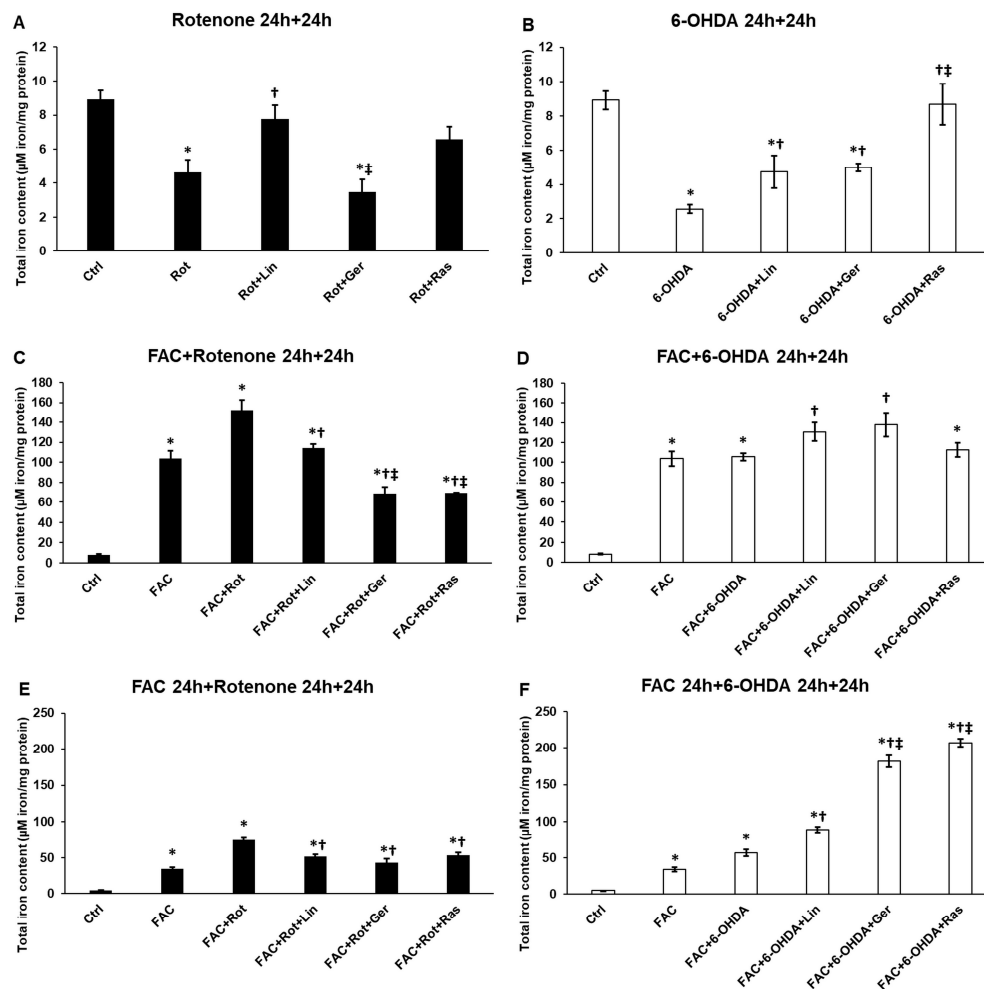 A
Rotenone 24h+24h
Total iron content (µM iron/mg protein)
12
10
8
6
4
2
0
*
†
*‡
Ctrl
Rot
Rot+Lin
Rot+Ger
Rot+Ras
B
6-OHDA 24h+24h
Total iron content (µM iron/mg protein)
12
10
8
6
4
2
0
*
*†
*†
†‡
Ctrl
6-OHDA
6-OHDA+Lin
6-OHDA+Ger
6-OHDA+Ras
C
FAC+Rotenone 24h+24h
Total iron content (µM iron/mg protein)
180
160
140
120
100
80
60
40
20
0
*
*
*†
*†‡
*†‡
Ctrl
FAC
FAC+Rot
FAC+Rot+Lin
FAC+Rot+Ger
FAC+Rot+Ras
D
FAC+6-OHDA 24h+24h
Total iron content (µM iron/mg protein)
180
160
140
120
100
80
60
40
20
0
*
*
†
†
*
Ctrl
FAC
FAC+6-OHDA
FAC+6-OHDA+Lin
FAC+6-OHDA+Ger
FAC+6-OHDA+Ras
E
FAC 24h+Rotenone 24h+24h
Total iron content (µM iron/mg protein)
250
200
150
100
50
0
*
*
*†
*†
*†
Ctrl
FAC
FAC+Rot
FAC+Rot+Lin
FAC+Rot+Ger
FAC+Rot+Ras
F
FAC 24h+6-OHDA 24h+24h
Total iron content (µM iron/mg protein)
250
200
150
100
50
0
*
*
*†
*†‡
*†‡
Ctrl
FAC
FAC+6-OHDA
FAC+6-OHDA+Lin
FAC+6-OHDA+Ger
FAC+6-OHDA+Ras